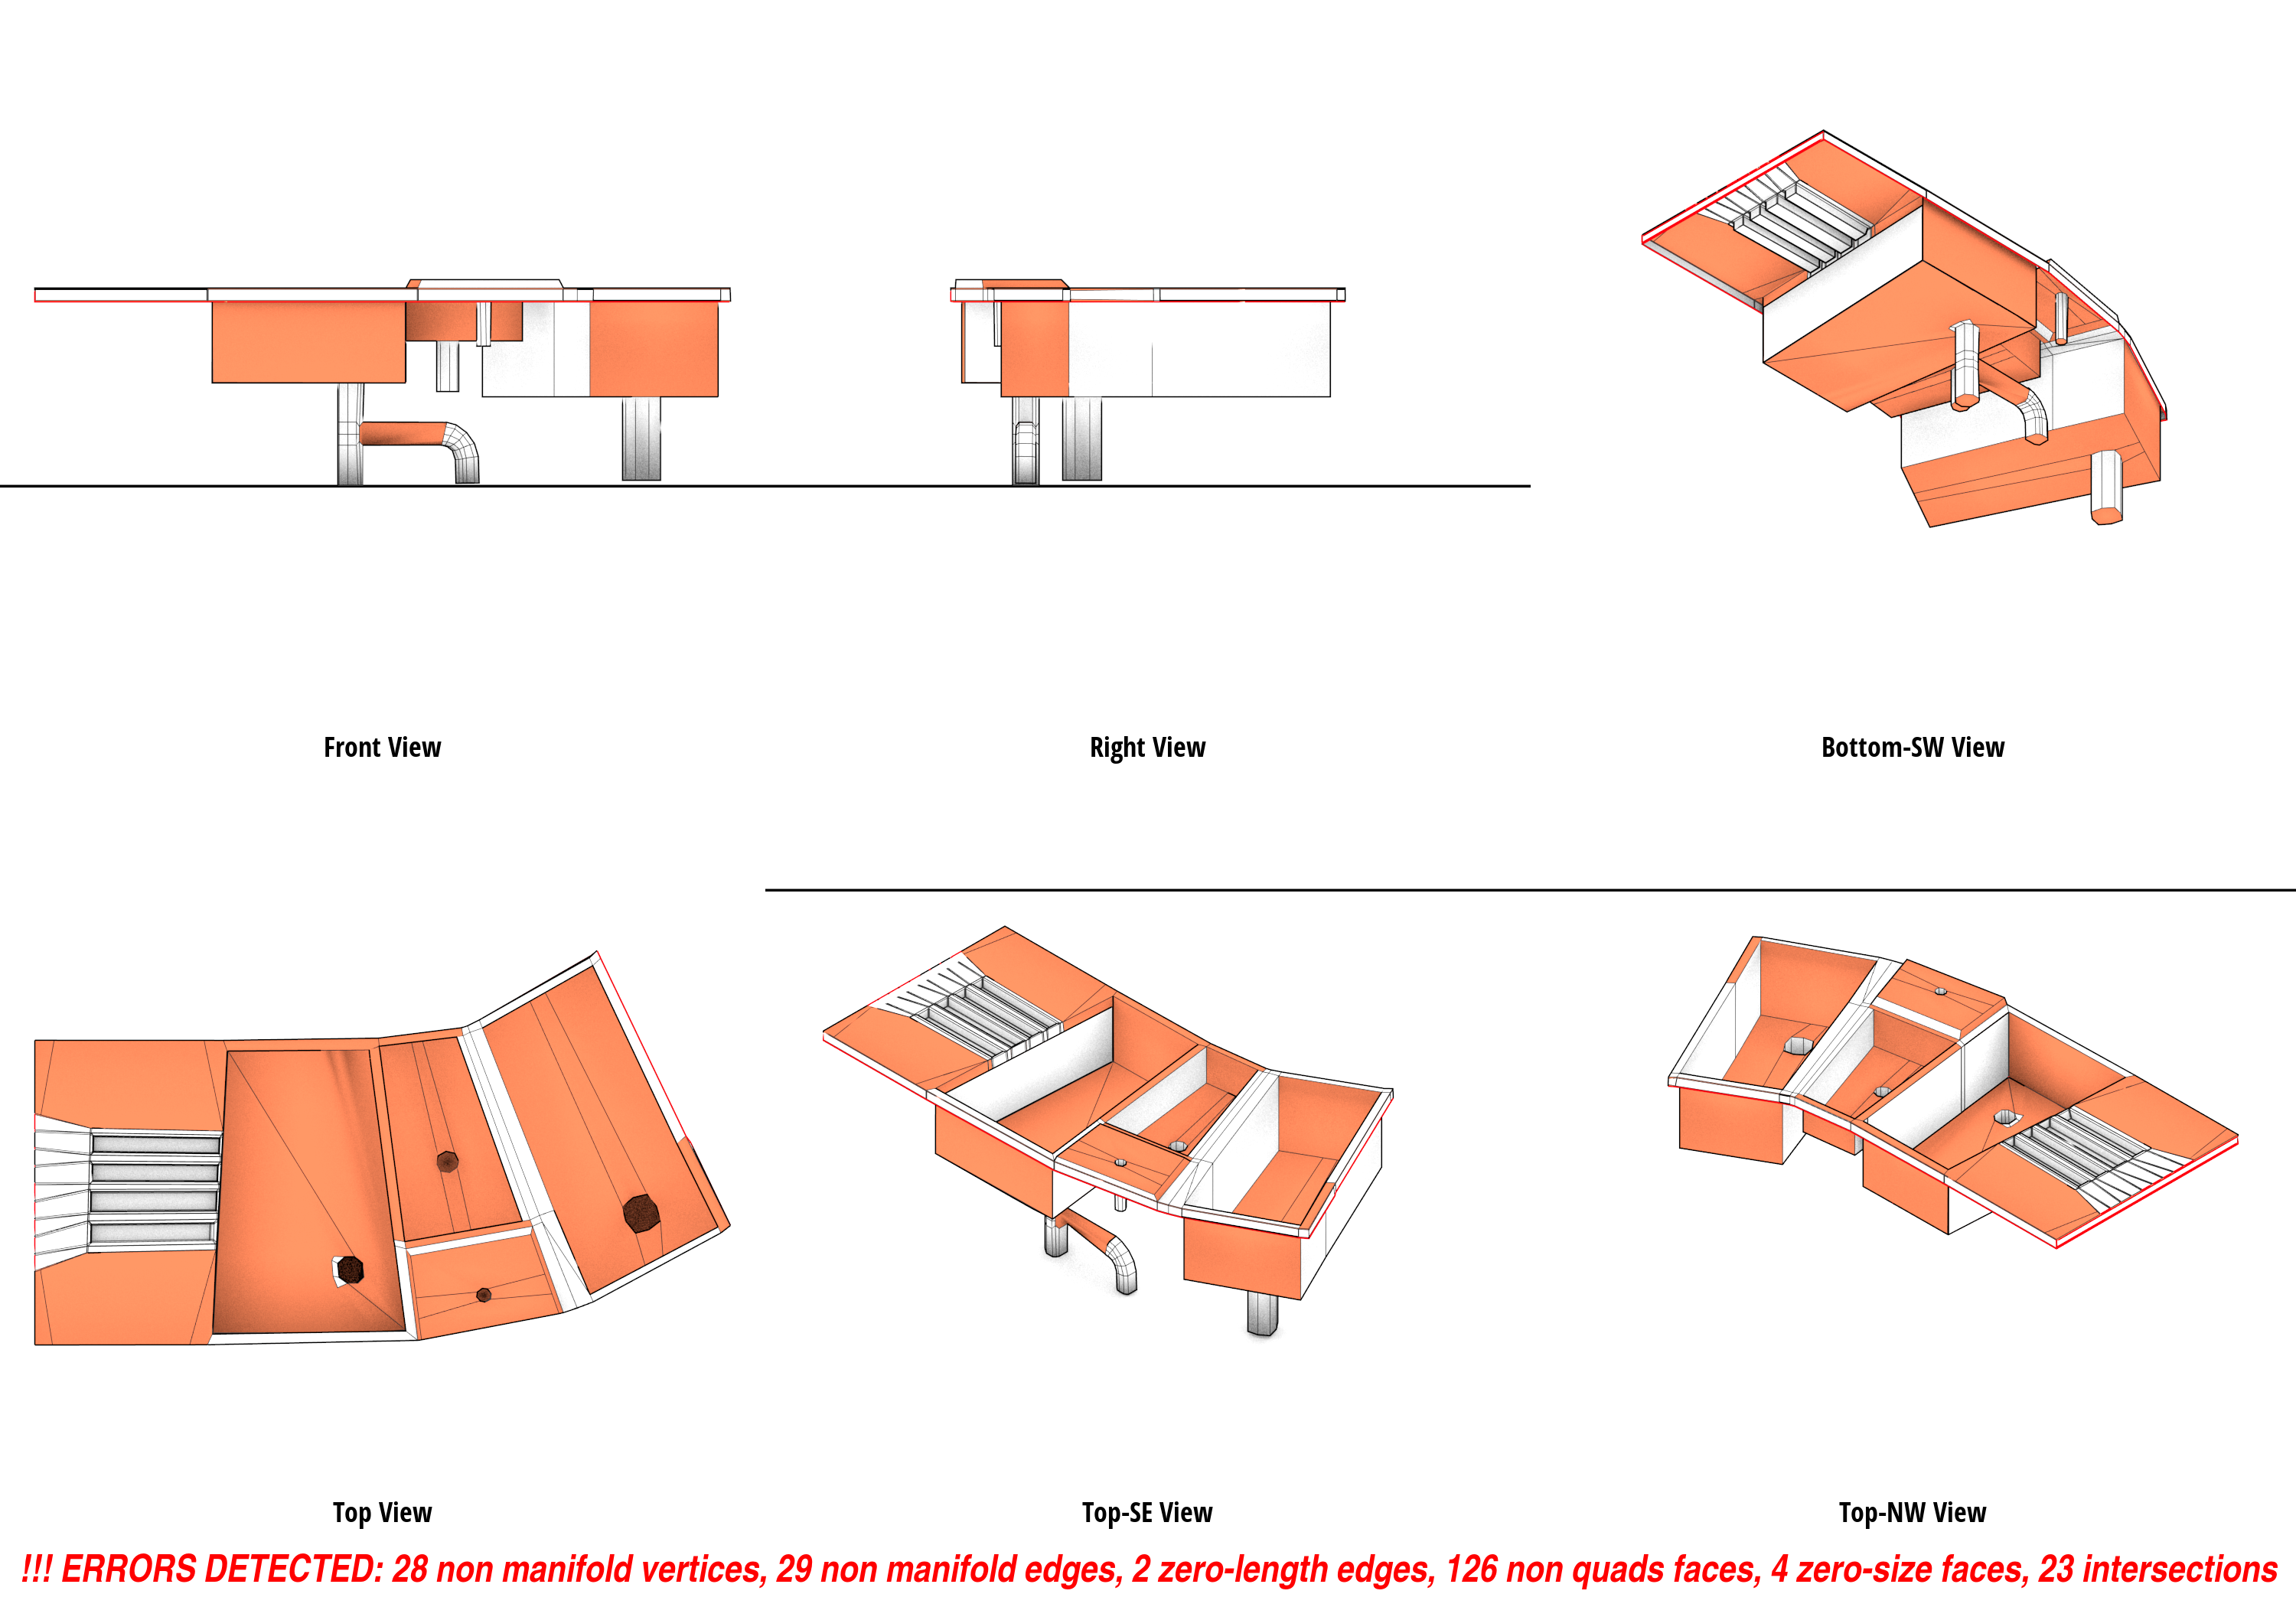 Front View
Right View
Bottom-SW View
Top View
Top-SE View
Top-NW View
!!! ERRORS DETECTED: 28 non manifold vertices, 29 non manifold edges, 2 zero-length edges, 126 non quads faces, 4 zero-size faces, 23 intersections